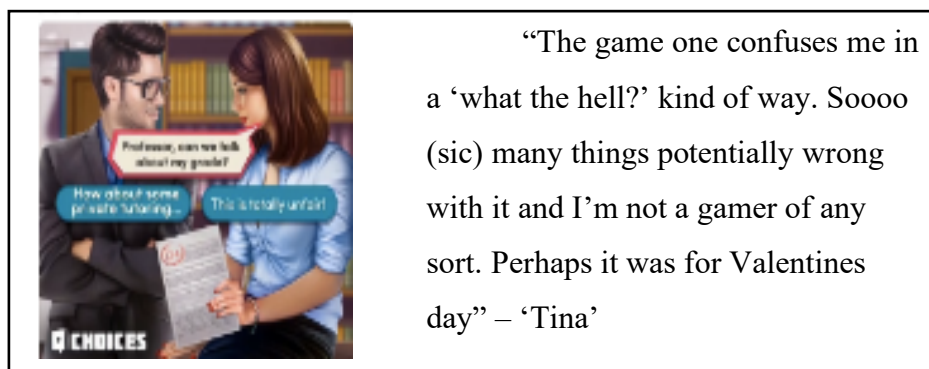 “The game one confuses me in
a ‘what the hell?’ kind of way. Soooo
(sic) many things potentially wrong
with it and I’m not a gamer of any
sort. Perhaps it was for Valentines
day” – ‘Tina’
Professor, can we talk
about my grade?
How about some
private tutoring...
This is totally unfair!
CHOICES